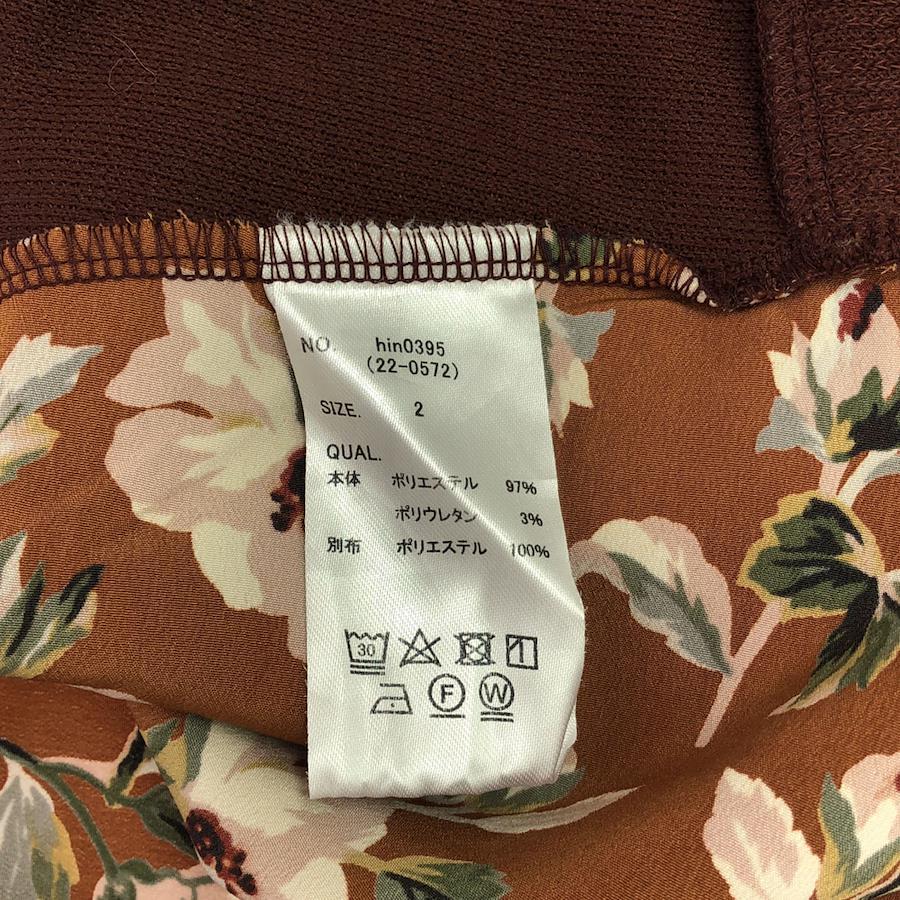 NO. hin0395
(22-0572)
SIZE. 2
QUAL.
本体 ポリエステル 97%
ポリウレタン 3%
別布 ポリエステル 100%
30
F W